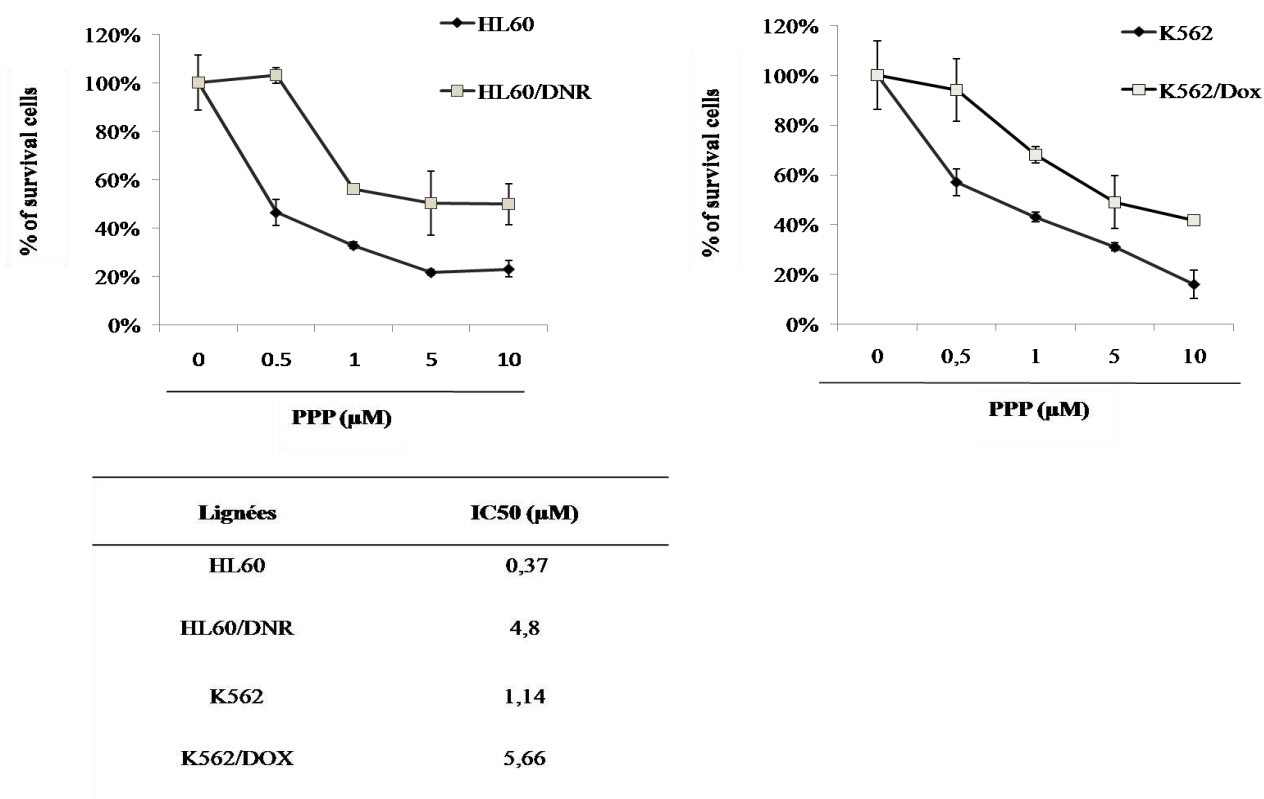 % of survival cells
120%
100%
80%
60%
40%
20%
0%
HL60
HL60/DNR
0 0.5 1 5 10
PPP (µM)
% of survival cells
120%
100%
80%
60%
40%
20%
0%
K562
K562/Dox
0 0,5 1 5 10
PPP (µM)
Lignées IC50 (µM)
HL60 0,37
HL60/DNR 4,8
K562 1,14
K562/DOX 5,66